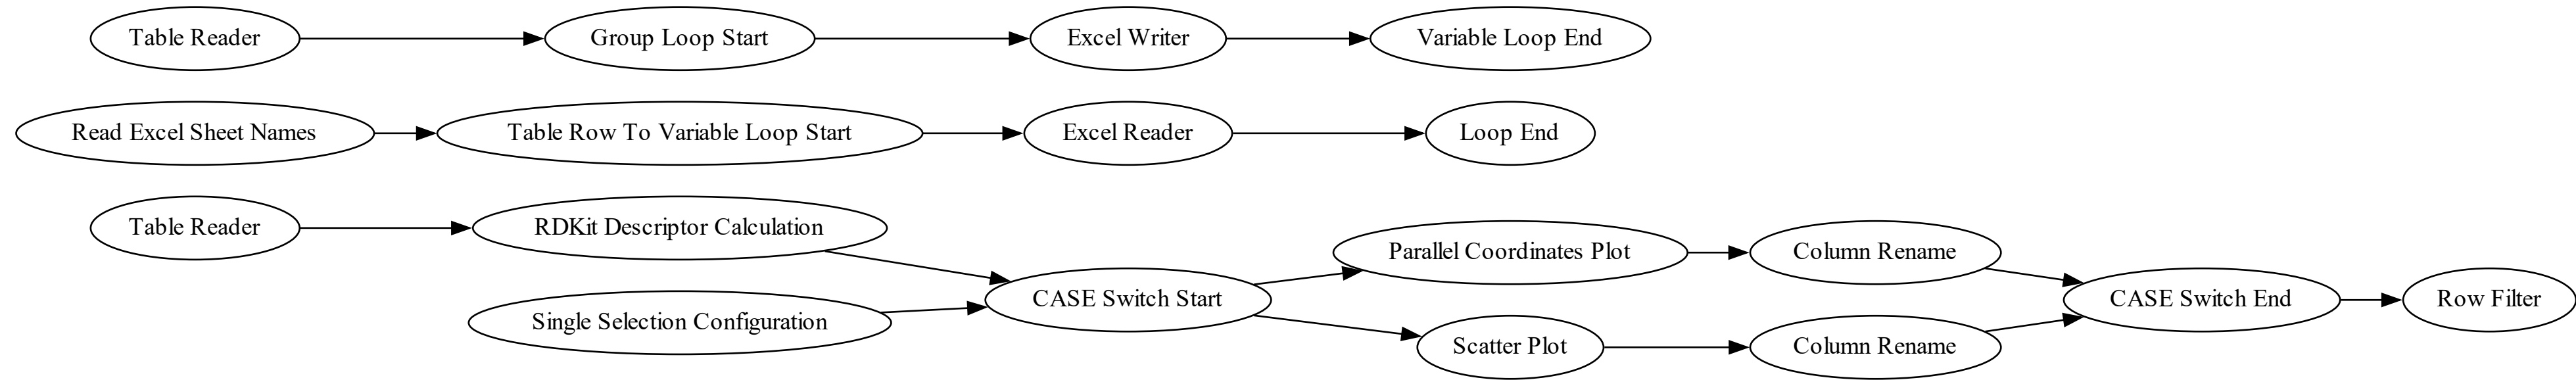 Table Reader
Group Loop Start
Excel Writer
Variable Loop End
Read Excel Sheet Names
Table Row To Variable Loop Start
Excel Reader
Loop End
Table Reader
RDKit Descriptor Calculation
Single Selection Configuration
CASE Switch Start
Parallel Coordinates Plot
Column Rename
Scatter Plot
Column Rename
CASE Switch End
Row Filter